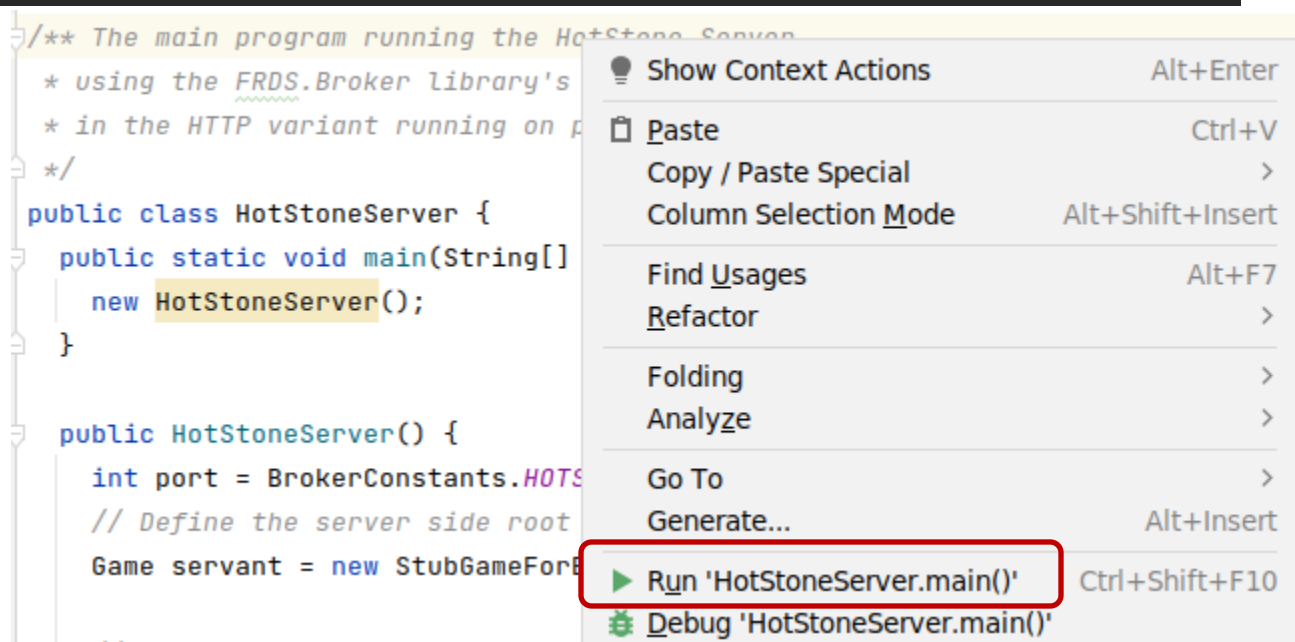 /** The main program running the HotStone Server
* using the FRDS.Broker library's
* in the HTTP variant running on
*/
public class HotStoneServer {
public static void main(String[]
new HotStoneServer();
}
public HotStoneServer() {
int port = BrokerConstants.
// Define the server side root
Game servant = new
Show Context Actions Alt+Enter
Paste Ctrl+V
Copy / Paste Special >
Column Selection Mode Alt+Shift+Insert
Find Usages Alt+F7
Refactor >
Folding >
Analyze >
Go To >
Generate... Alt+Insert
Run 'HotStoneServer.main()' Ctrl+Shift+F10
Debug 'HotStoneServer.main()'